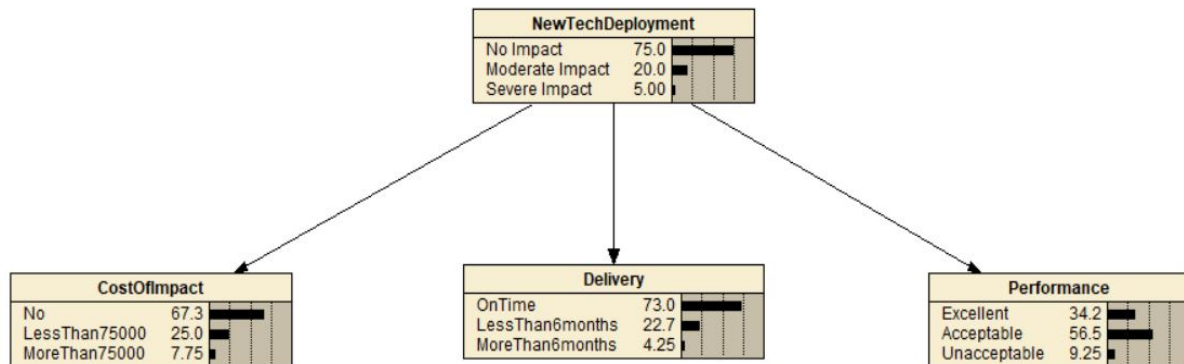 NewTechDeployment
No Impact 75.0
Moderate Impact 20.0
Severe Impact 5.00
CostOfImpact
No 67.3
LessThan75000 25.0
MoreThan75000 7.75
Delivery
OnTime 73.0
LessThan6months 22.7
MoreThan6months 4.25
Performance
Excellent 34.2
Acceptable 56.5
Unacceptable 9.25